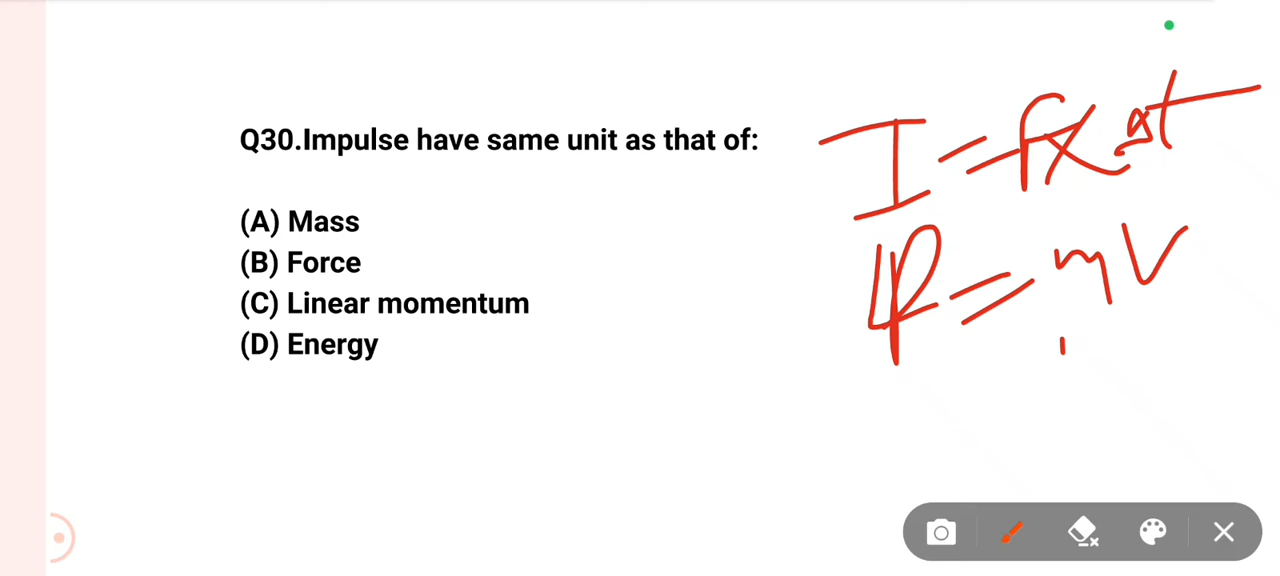 Q30.Impulse have same unit as that of:
I = F x Δt
(A) Mass
(B) Force
P = mV
(C) Linear momentum
(D) Energy